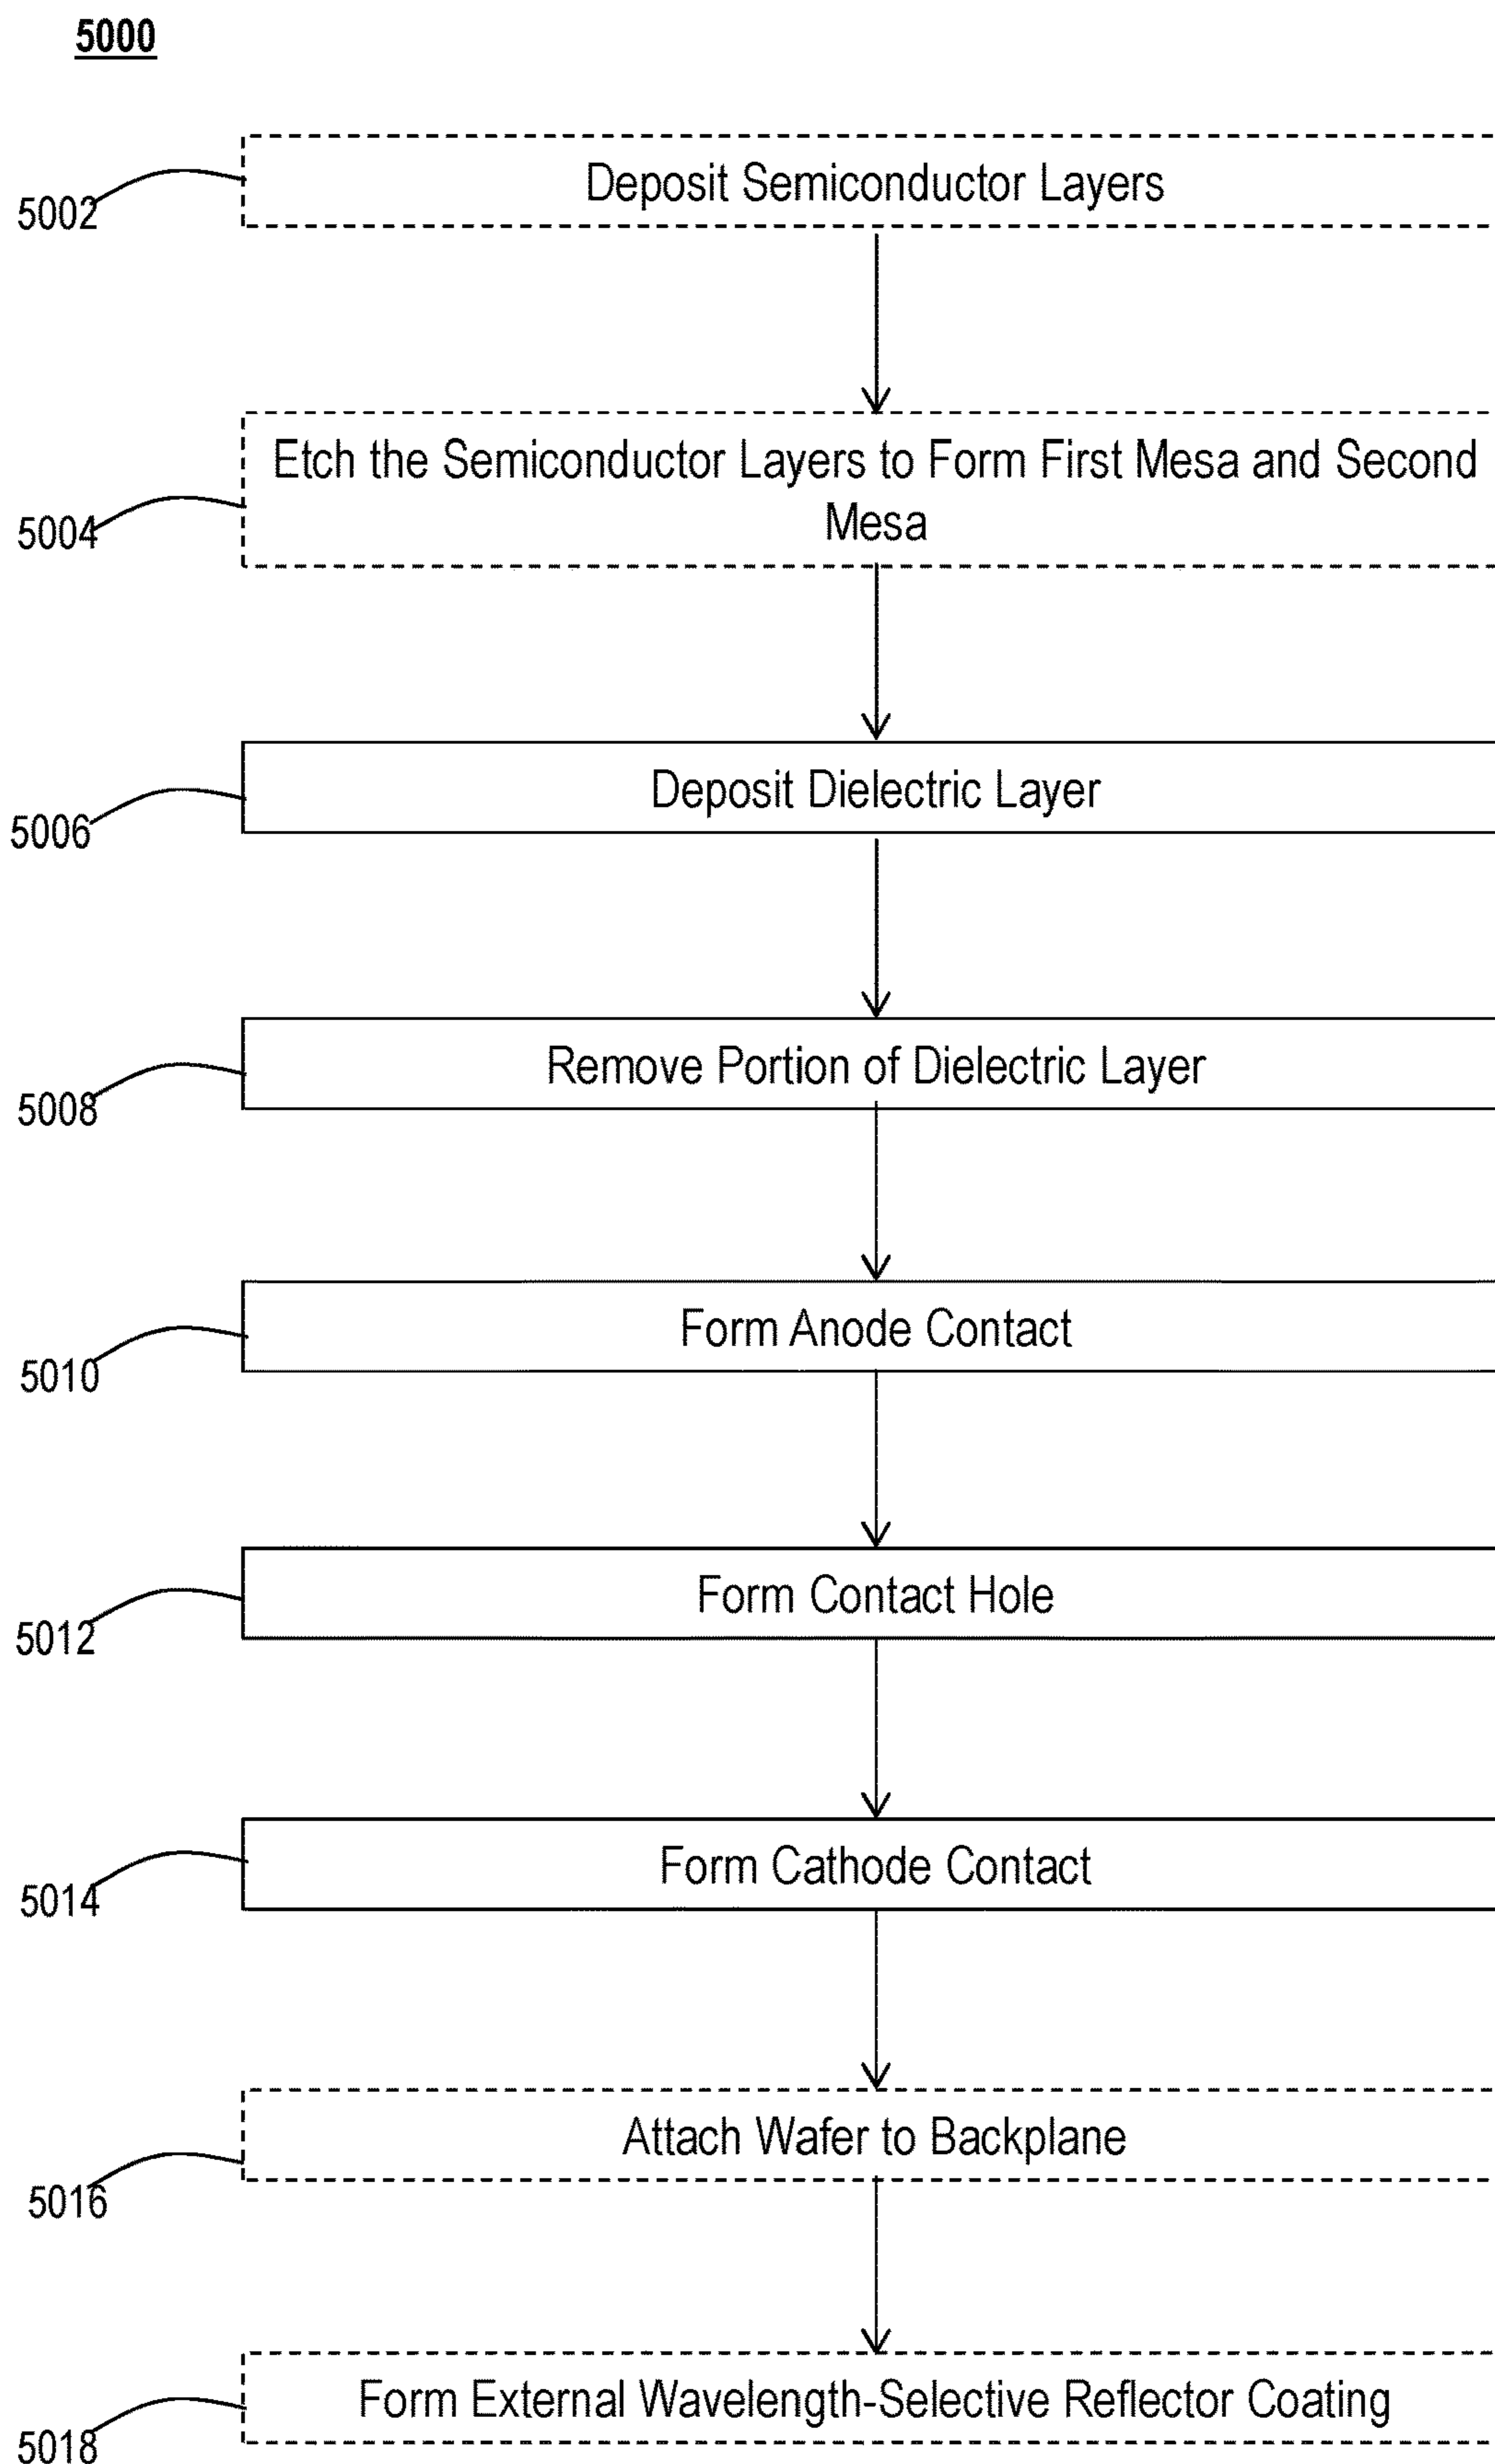 5000
Deposit Semiconductor Layers
5002
Etch the Semiconductor Layers to Form First Mesa and Second
Mesa
5004
Deposit Dielectric Layer
5006
Remove Portion of Dielectric Layer
5008
Form Anode Contact
5010
Form Contact Hole
5012
Form Cathode Contact
5014
Attach Wafer to Backplane
5016
Form External Wavelength-Selective Reflector Coating
5018